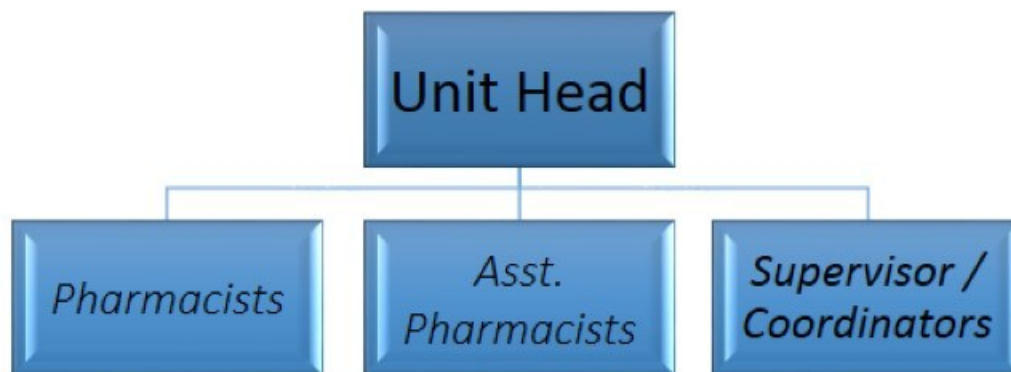 Unit Head
Pharmacists
Asst.
Pharmacists
Supervisor /
Coordinators